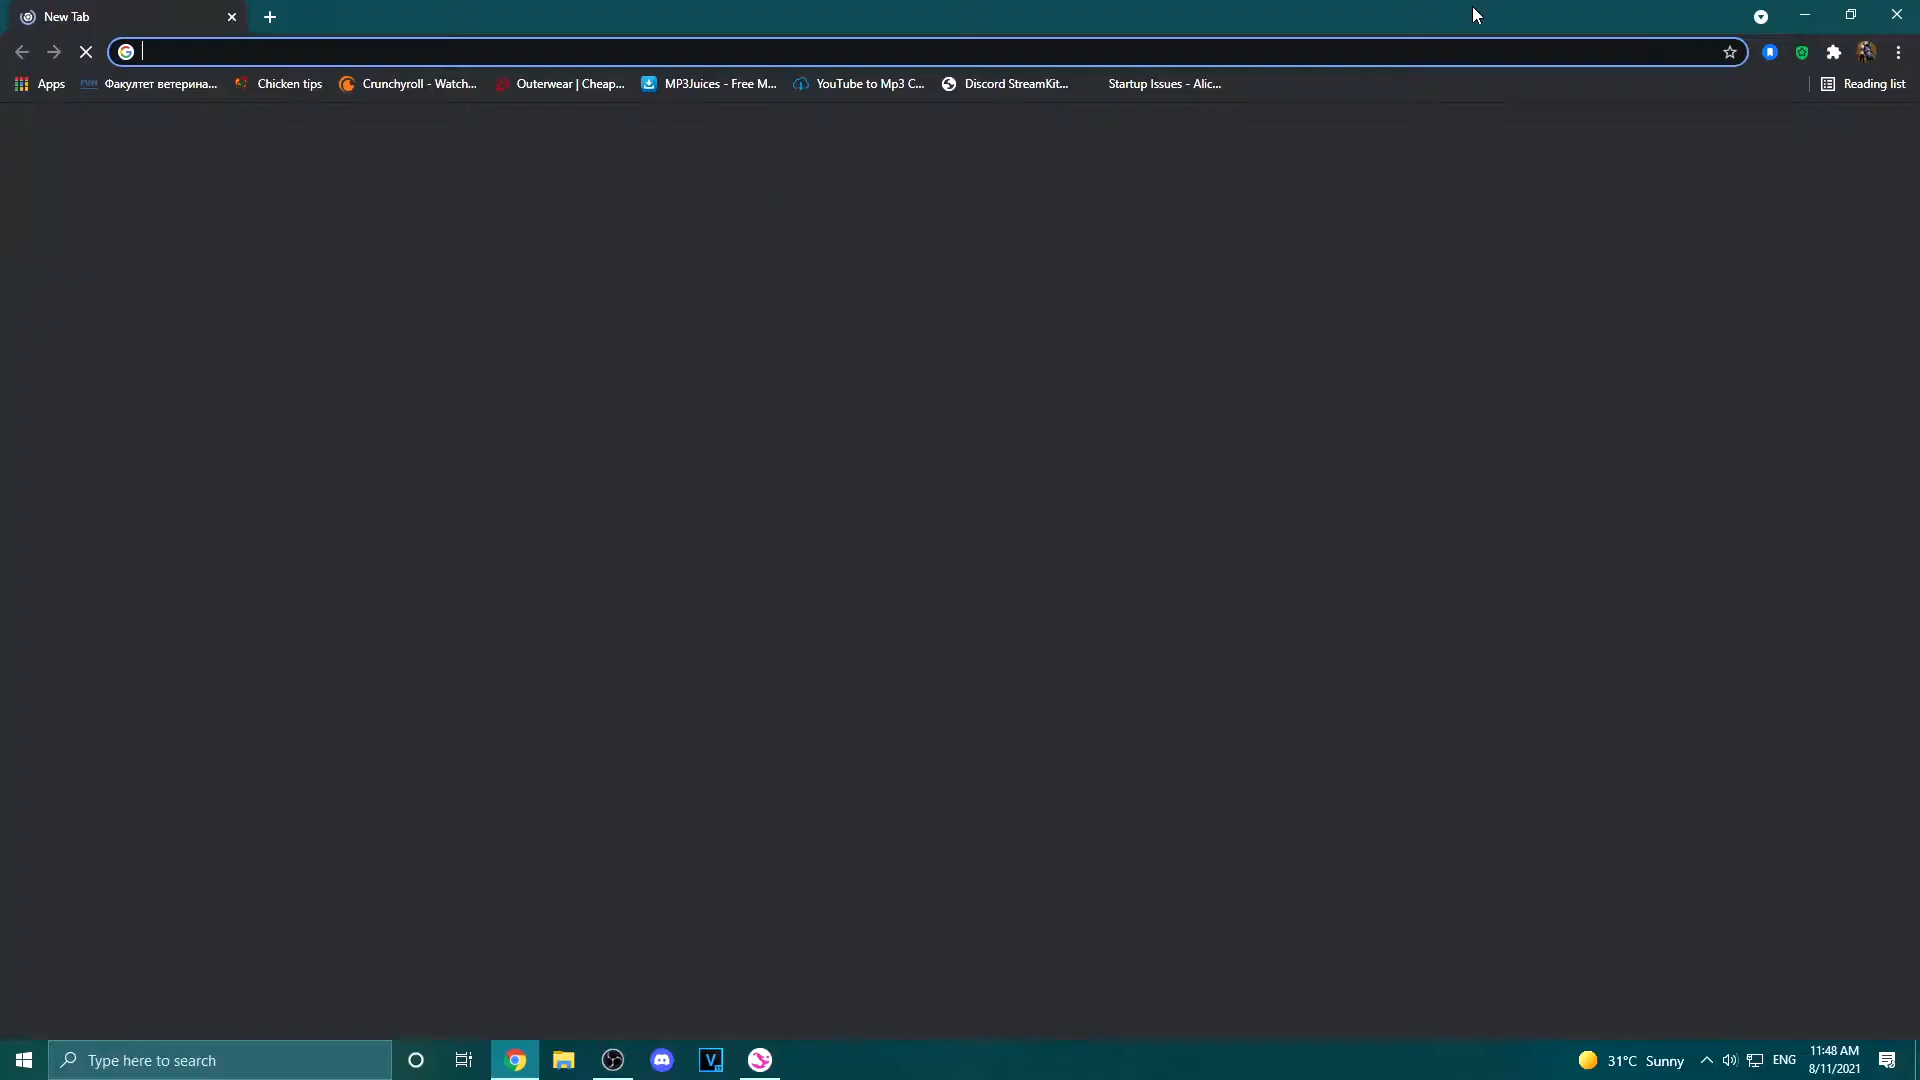 New Tab
Apps
FVM Факултет ветерина...
Chicken tips
Crunchyroll - Watch...
Outerwear | Cheap...
MP3Juices - Free M...
YouTube to Mp3 C...
Discord StreamKit...
Startup Issues - Alic...
Reading list
Type here to search
V
31°C Sunny
ENG
11:48 AM
8/11/2021